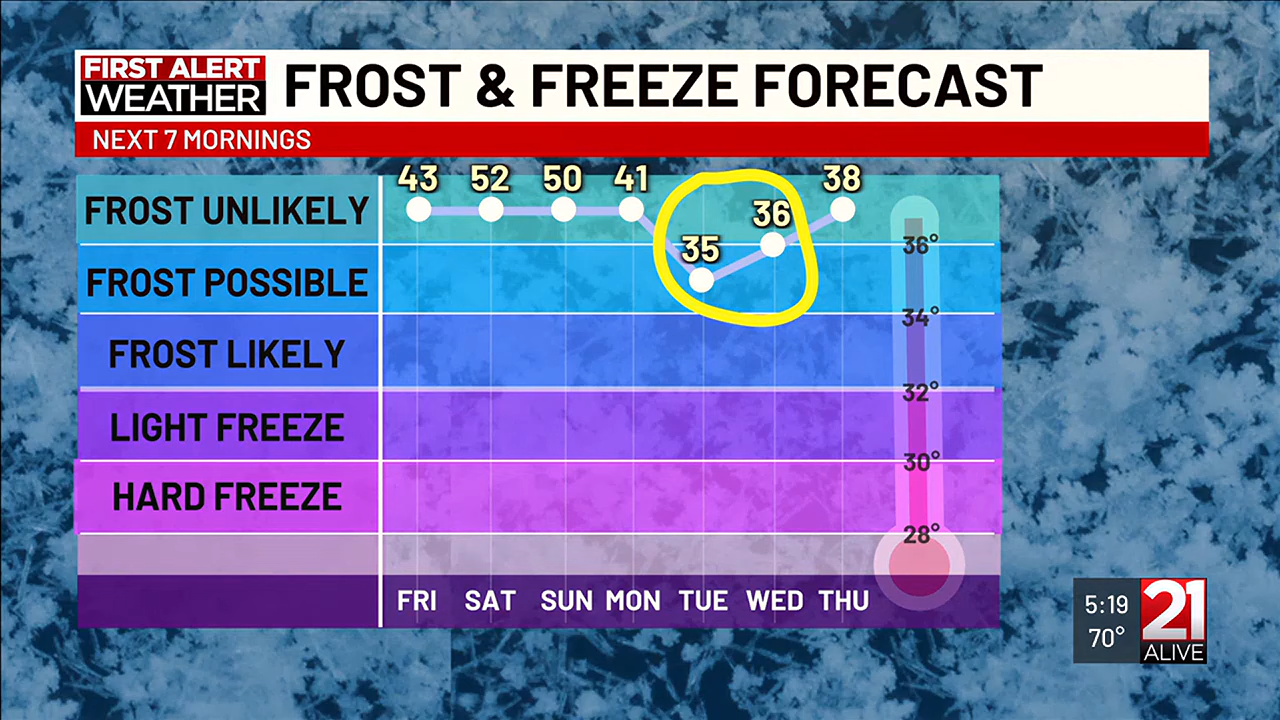 FIRST ALERT
WEATHER
FROST & FREEZE FORECAST
NEXT 7 MORNINGS
43 52 50 41 35 36 38
FROST UNLIKELY
36°
FROST POSSIBLE
34°
FROST LIKELY
32°
LIGHT FREEZE
30°
HARD FREEZE
28°
FRI SAT SUN MON TUE WED THU
5:19
70°
21
ALIVE